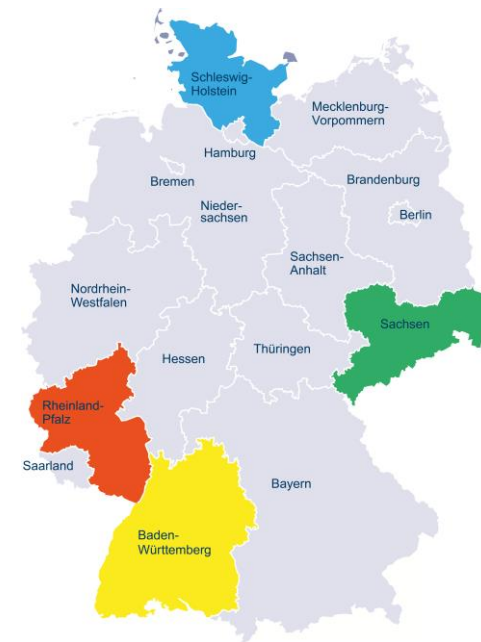 Schleswig-
Holstein
Mecklenburg-
Vorpommern
Hamburg
Bremen
Brandenburg
Nieder-
sachsen
Berlin
Sachsen-
Anhalt
Nordrhein-
Westfalen
Sachsen
Thüringen
Hessen
Rheinland-
Pfalz
Saarland
Bayern
Baden-
Württemberg